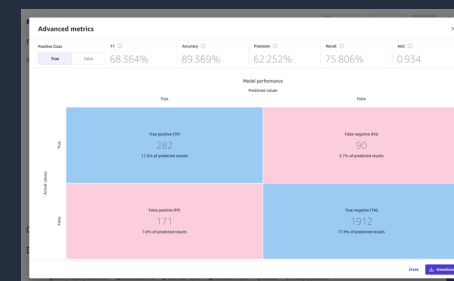 Advanced metrics
Positive Class
True False
F1
68.364%
Accuracy
89.369%
Precision
62.252%
Recall
75.806%
AUC
0.934
Model performance
Predicted values
True False
Actual values
True
True positive (TP)
282
11.5% of predicted results
False negative (FN)
90
3.7% of predicted results
False
False positive (FP)
171
7.0% of predicted results
True negative (TN)
1912
77.9% of predicted results
Close Download